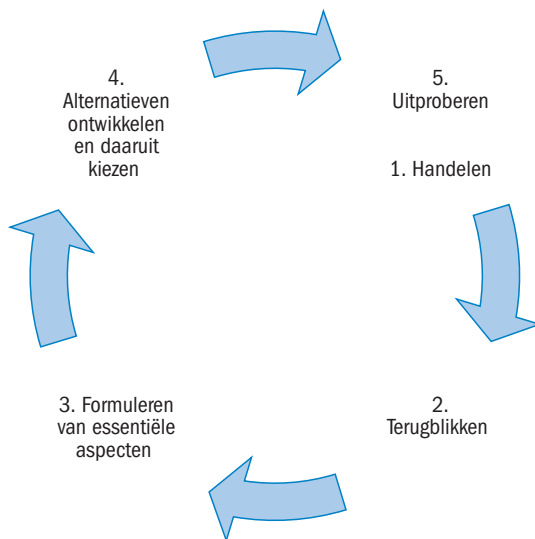 4.
Alternatieven
ontwikkelen
en daaruit
kiezen
5.
Uitproberen
1. Handelen
3. Formuleren
van essentiële
aspecten
2.
Terugblikken